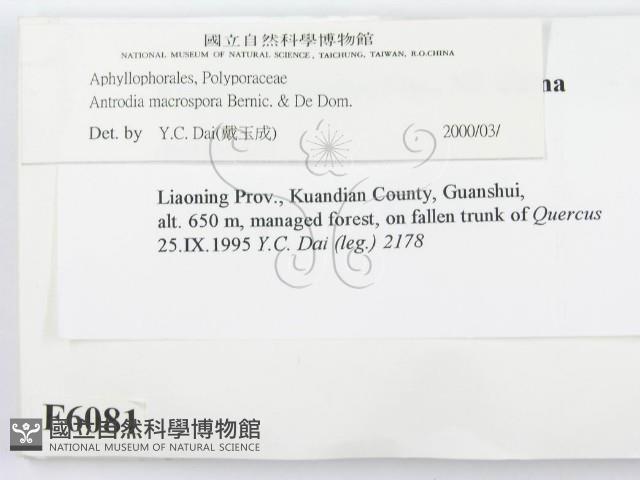 國立自然科學博物館
NATIONAL MUSEUM OF NATURAL SCIENCE, TAICHUNG, TAIWAN, R.O.CHINA
Aphyllophorales, Polyporaceae
Antrodia macrospora Bernic. & De Dom.
Det. by Y.C. Dai(戴玉成) 2000/03/
Liaoning Prov., Kuandian County, Guanshui,
alt. 650 m, managed forest, on fallen trunk of Quercus
25.IX.1995 Y.C. Dai (leg.) 2178
F6081
國立自然科學博物館
NATIONAL MUSEUM OF NATURAL SCIENCE